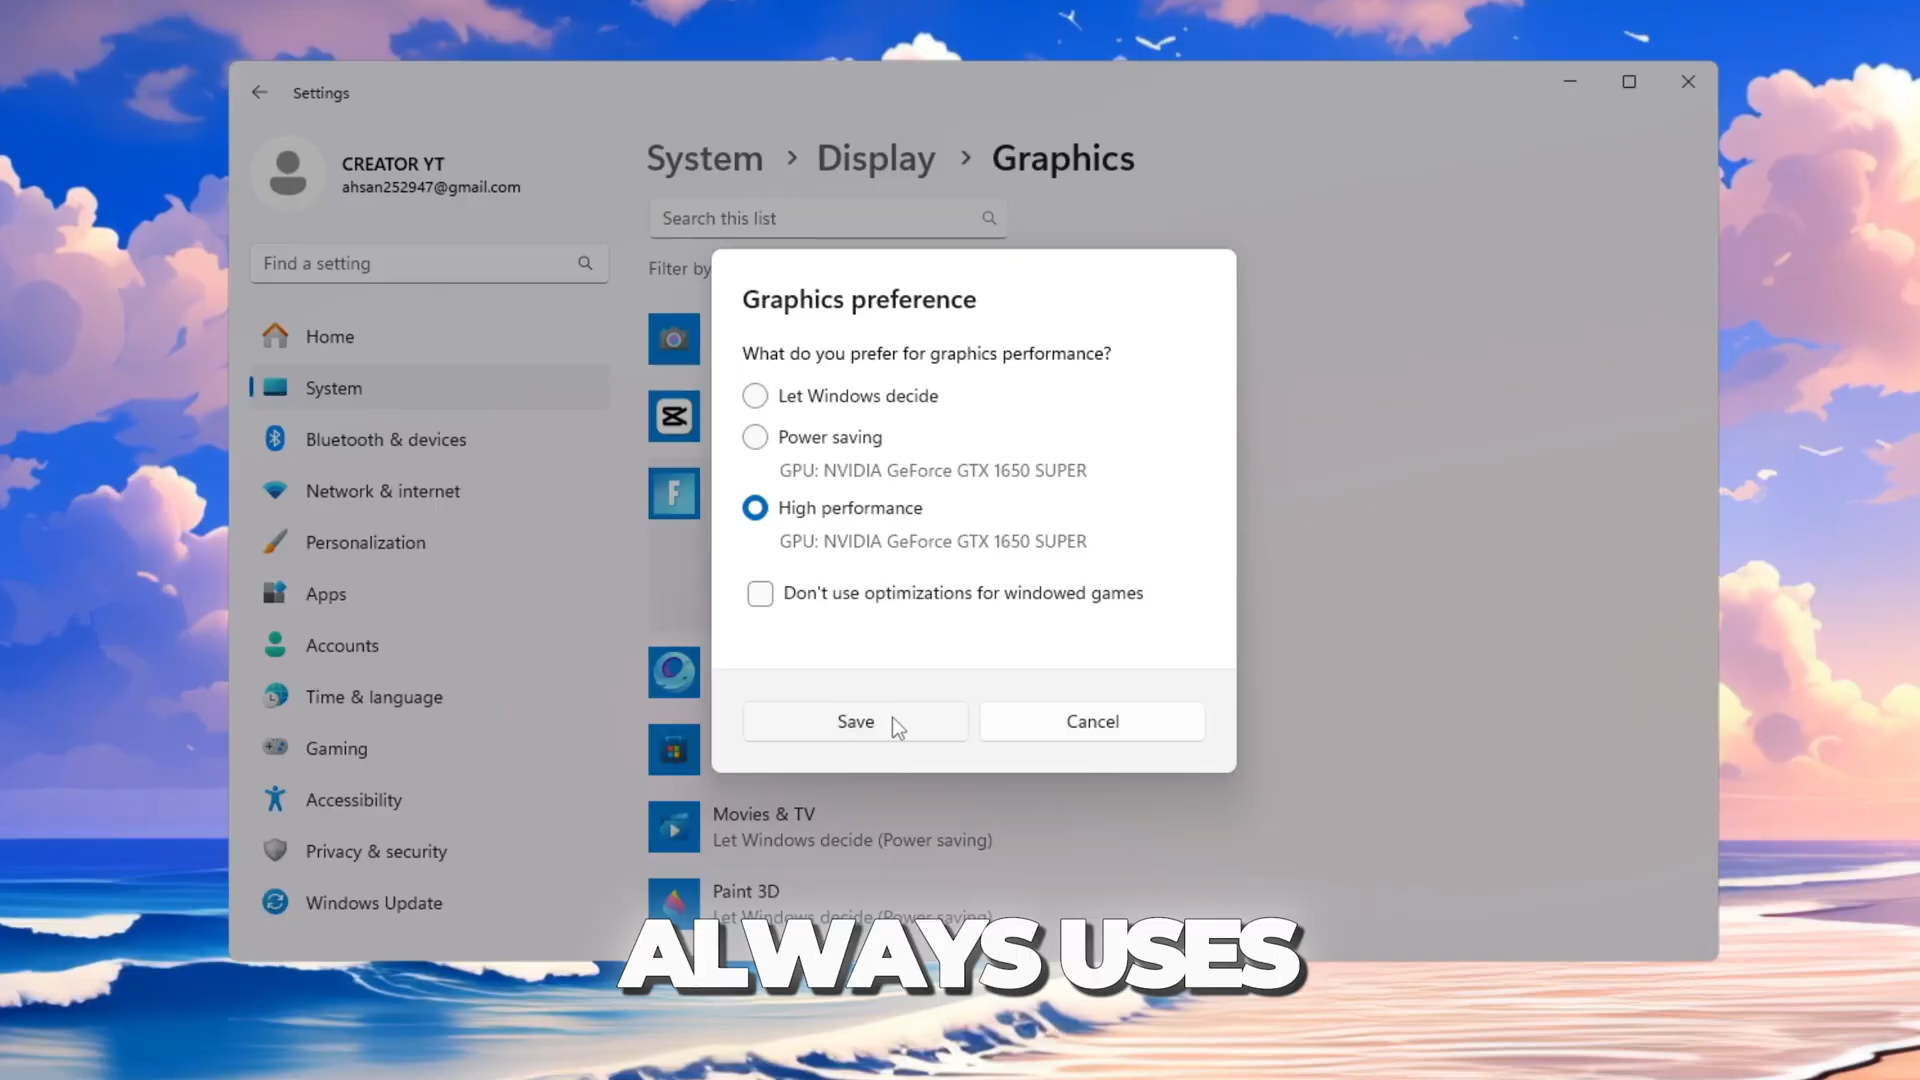 Settings
CREATOR YT
ahsan252947@gmail.com
Find a setting
Home
System
Bluetooth & devices
Network & internet
Personalization
Apps
Accounts
Time & language
Gaming
Accessibility
Privacy & security
Windows Update
System > Display > Graphics
Search this list
Filter by
F
Graphics preference
What do you prefer for graphics performance?
Let Windows decide
Power saving
GPU: NVIDIA GeForce GTX 1650 SUPER
High performance
GPU: NVIDIA GeForce GTX 1650 SUPER
Don't use optimizations for windowed games
Save
Cancel
Movies & TV
Let Windows decide (Power saving)
Paint 3D
Let Windows decide (Power saving)
ALWAYS USES